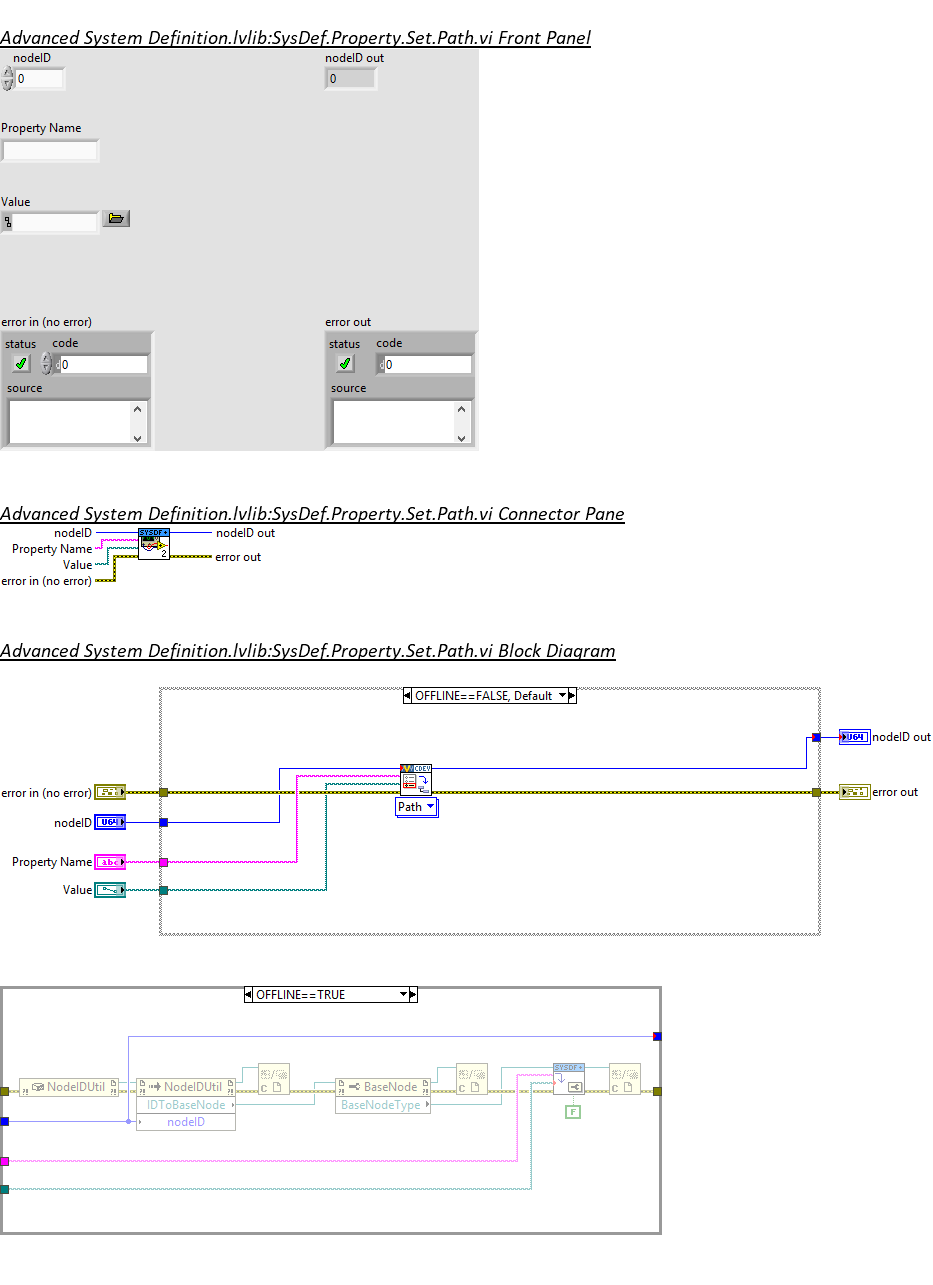 Advanced System Definition.lvlib:SysDef.Property.Set.Path.vi Front Panel
nodeID
nodeID out
0
0
Property Name
Value
error in (no error)
error out
status code
status code
0
0
source
source
Advanced System Definition.lvlib:SysDef.Property.Set.Path.vi Connector Pane
nodeID
SYSDF+
nodeID out
Property Name
Value
2
error out
error in (no error)
Advanced System Definition.lvlib:SysDef.Property.Set.Path.vi Block Diagram
OFFLINE==FALSE, Default
U64
nodeID out
CDEV
error in (no error)
error out
Path
nodeID
U64
Property Name
abc
Value
OFFLINE==TRUE
SYSDF+
NodeIDUtil
NodeIDUtil
C
BaseNode
C
C
IDToBaseNode
BaseNodeType
F
nodeID